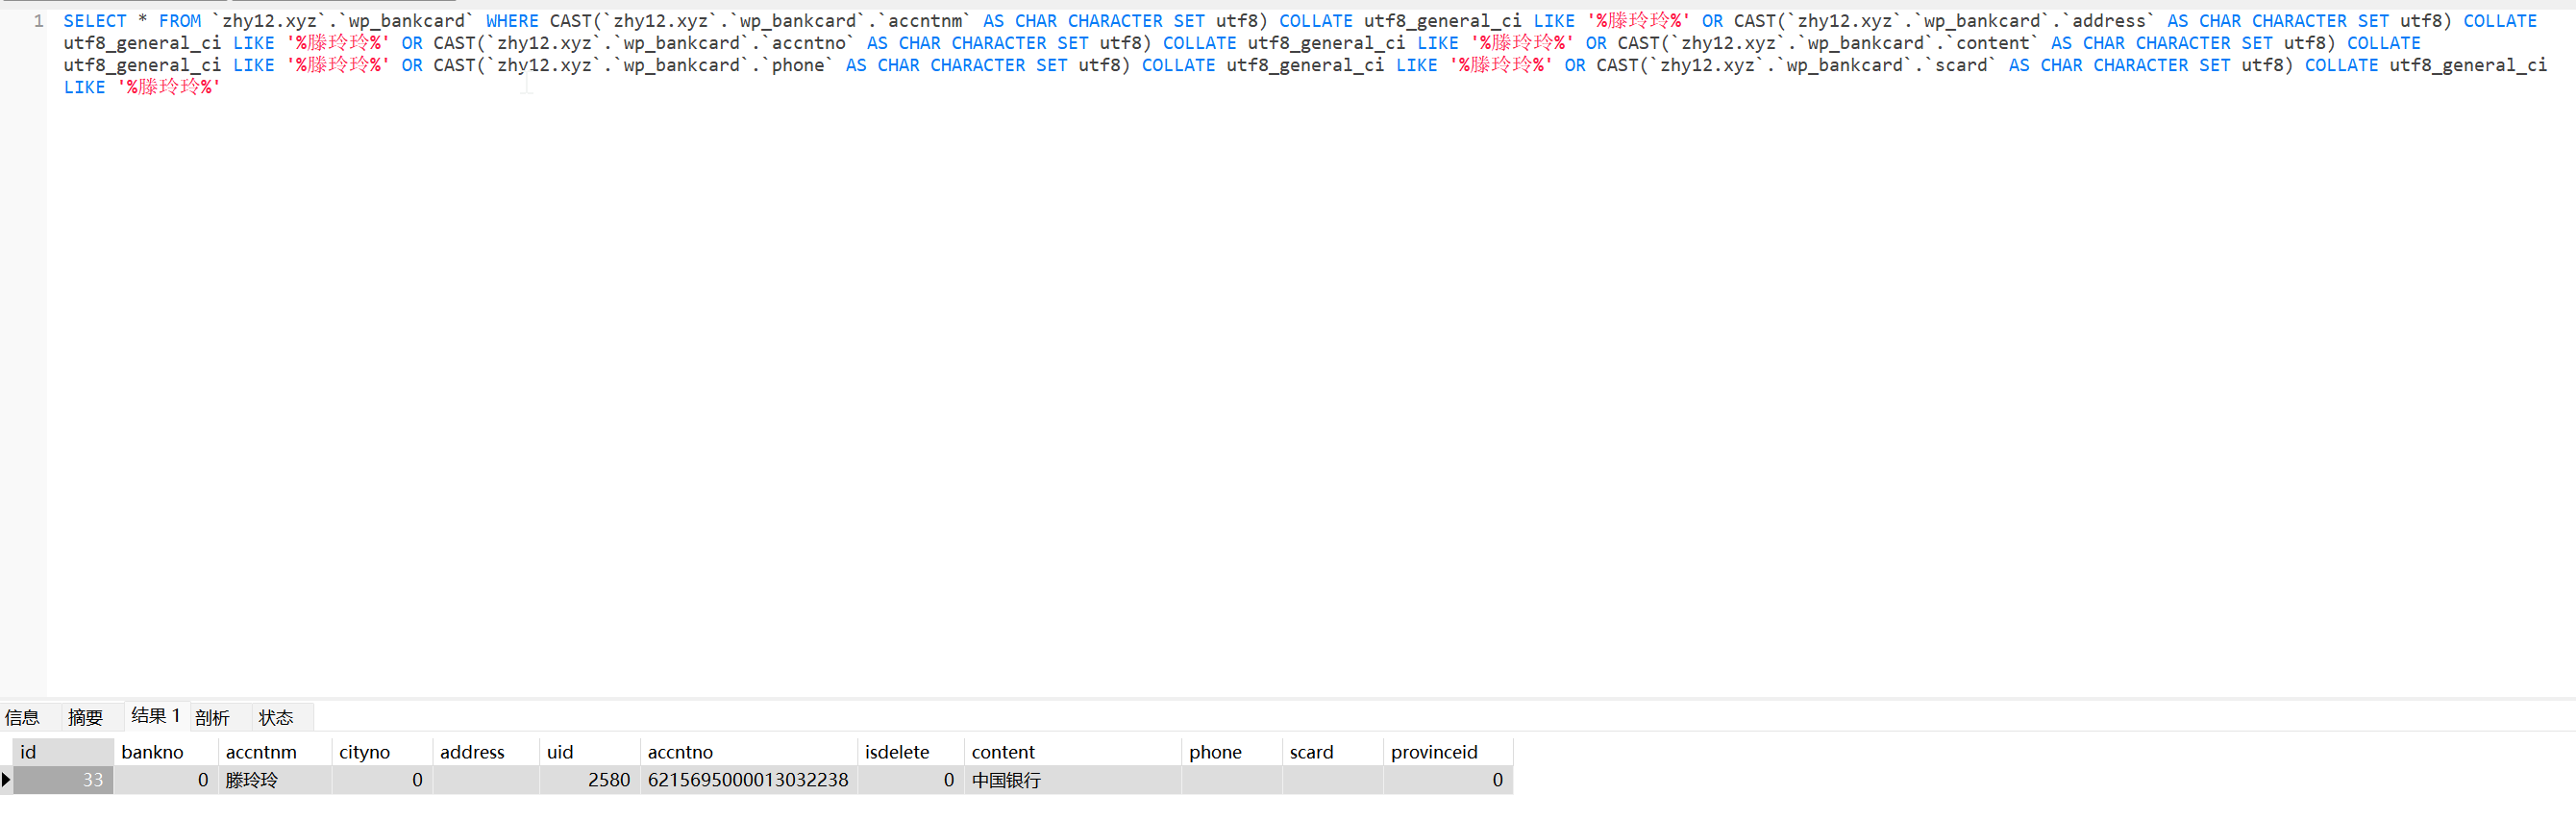 1 SELECT * FROM `zhy12.xyz`.`wp_bankcard` WHERE CAST(`zhy12.xyz`.`wp_bankcard`.`accntnm` AS CHAR CHARACTER SET utf8) COLLATE utf8_general_ci LIKE '%滕玲玲%' OR CAST(`zhy12.xyz`.`wp_bankcard`.`address` AS CHAR CHARACTER SET utf8) COLLATE
utf8_general_ci LIKE '%滕玲玲%' OR CAST(`zhy12.xyz`.`wp_bankcard`.`accntno` AS CHAR CHARACTER SET utf8) COLLATE utf8_general_ci LIKE '%滕玲玲%' OR CAST(`zhy12.xyz`.`wp_bankcard`.`content` AS CHAR CHARACTER SET utf8) COLLATE
utf8_general_ci LIKE '%滕玲玲%' OR CAST(`zhy12.xyz`.`wp_bankcard`.`phone` AS CHAR CHARACTER SET utf8) COLLATE utf8_general_ci LIKE '%滕玲玲%' OR CAST(`zhy12.xyz`.`wp_bankcard`.`scard` AS CHAR CHARACTER SET utf8) COLLATE utf8_general_ci
LIKE '%滕玲玲%'
信息 摘要 结果 1 剖析 状态
id bankno accntnm cityno address uid accntno isdelete content phone scard provinceid
33 0 滕玲玲 0 2580 6215695000013032238 0 中国银行 0